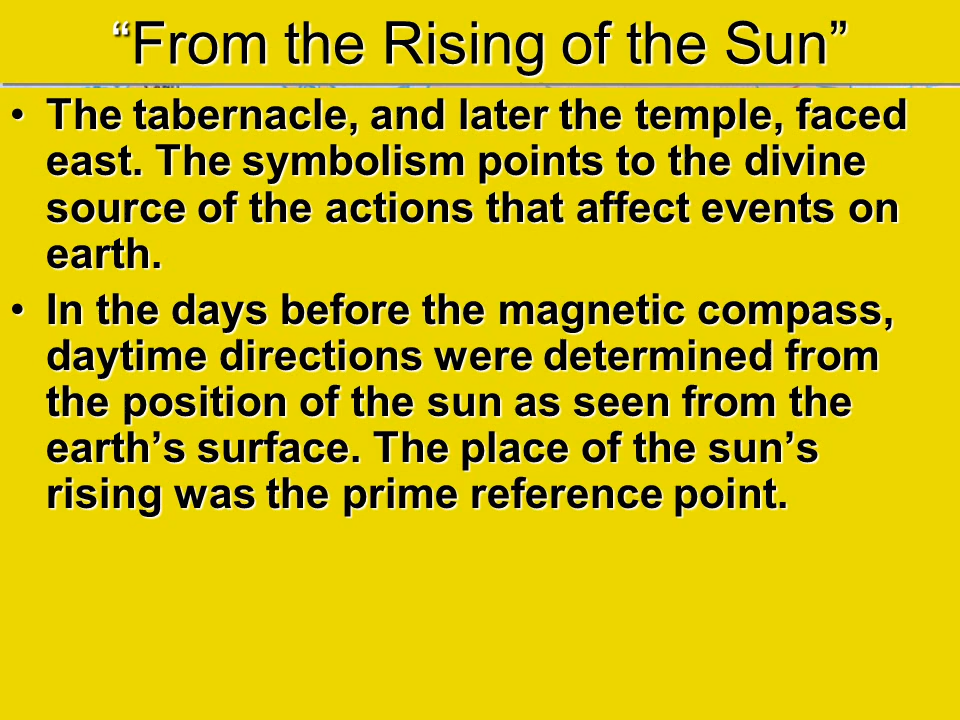 “From the Rising of the Sun”
• The tabernacle, and later the temple, faced
east. The symbolism points to the divine
source of the actions that affect events on
earth.
• In the days before the magnetic compass,
daytime directions were determined from
the position of the sun as seen from the
earth’s surface. The place of the sun’s
rising was the prime reference point.